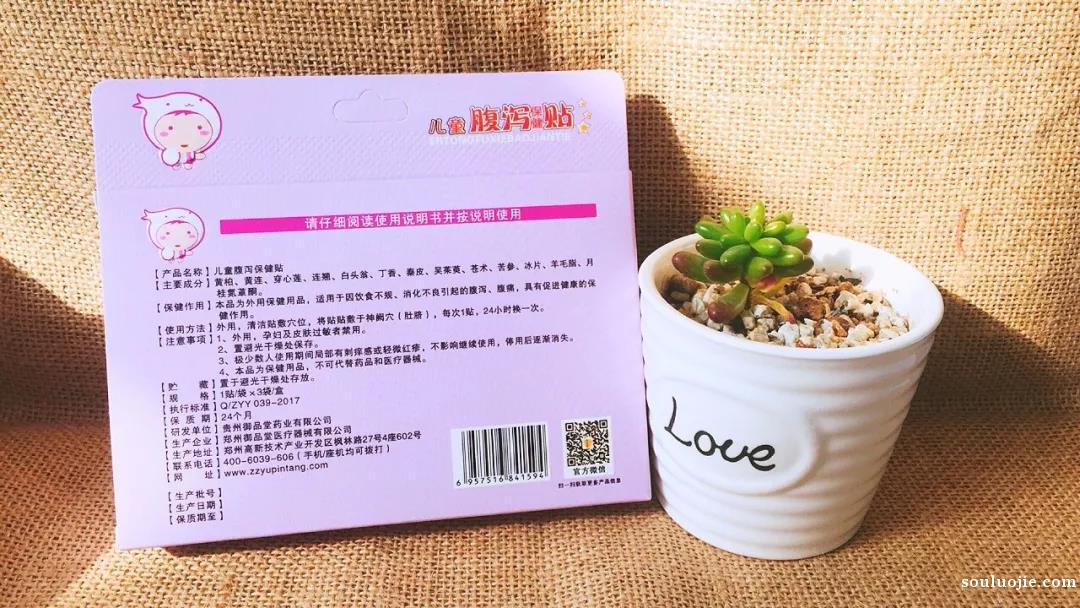 儿童腹泻保健贴
ERTONGFUXIEBAOJIANTIE
请仔细阅读使用说明书并按说明使用
【产品名称】儿童腹泻保健贴
【主要成分】黄柏、黄连、穿心莲、连翘、白头翁、丁香、秦皮、吴茱萸、苍术、苦参、冰片、羊毛脂、月
桂氮䓬酮。
【保健作用】本品为外用保健用品，适用于因饮食不规、消化不良引起的腹泻、腹痛，具有促进健康的保
健作用。
【使用方法】外用，清洁贴敷穴位，将贴贴敷于神阙穴（肚脐），每次1贴，24小时换一次。
【注意事项】1、外用，孕妇及皮肤过敏者禁用。
2、置避光干燥处保存。
3、极少数人使用期间局部有刺痒感或轻微红疹，不影响继续使用，停用后逐渐消失。
4、本品为保健用品，不可代替药品和医疗器械。
【贮 藏】置于避光干燥处存放。
【规 格】1贴/袋×3袋/盒
【执行标准】Q/ZYY 039-2017
【保 质 期】24个月
【研发单位】贵州御品堂药业有限公司
【生产企业】郑州御品堂医疗器械有限公司
【生产地址】郑州高新技术产业开发区枫林路27号4座602号
【联系电话】400-6039-606（手机/座机均可拨打）
【网 址】www.zzyupintang.com
【生产批号】
【生产日期】
【保质期至】
6 957516 841594
官方微信
扫一扫获取更多产品信息
Love
souluojie.com